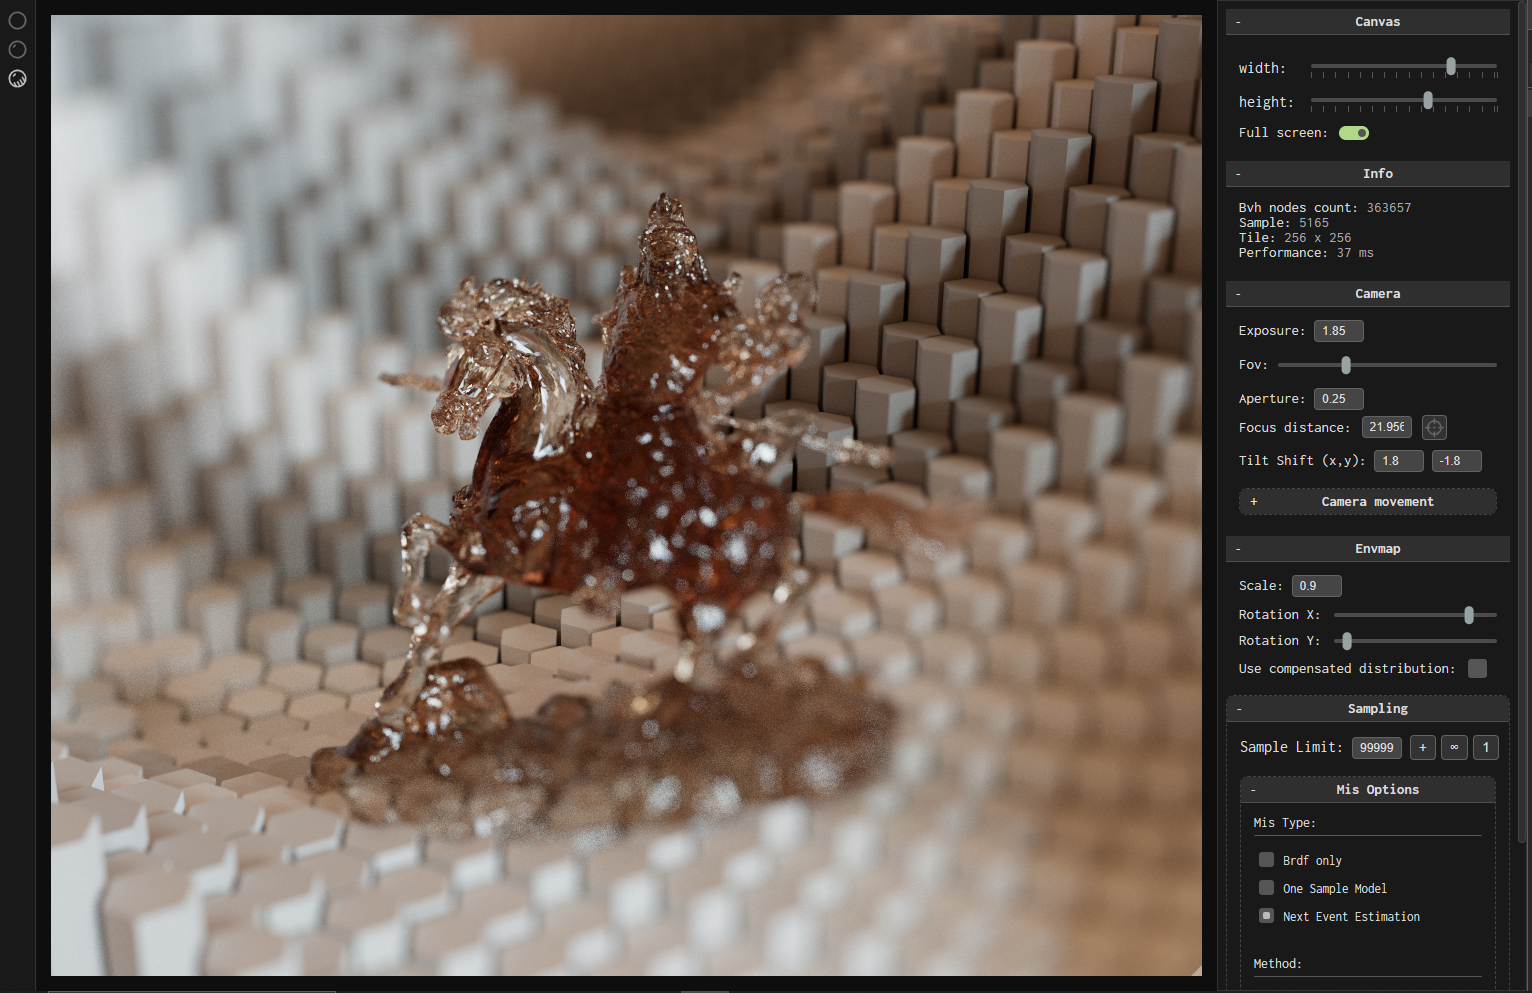 - Canvas
width:
height:
Full screen:
- Info
Bvh nodes count: 363657
Sample: 5165
Tile: 256 x 256
Performance: 37 ms
- Camera
Exposure: 1.85
Fov:
Aperture: 0.25
Focus distance: 21.956
Tilt Shift (x,y): 1.8 -1.8
+ Camera movement
- Envmap
Scale: 0.9
Rotation X:
Rotation Y:
Use compensated distribution:
- Sampling
Sample Limit: 99999 + ∞ 1
- Mis Options
Mis Type:
Brdf only
One Sample Model
Next Event Estimation
Method: